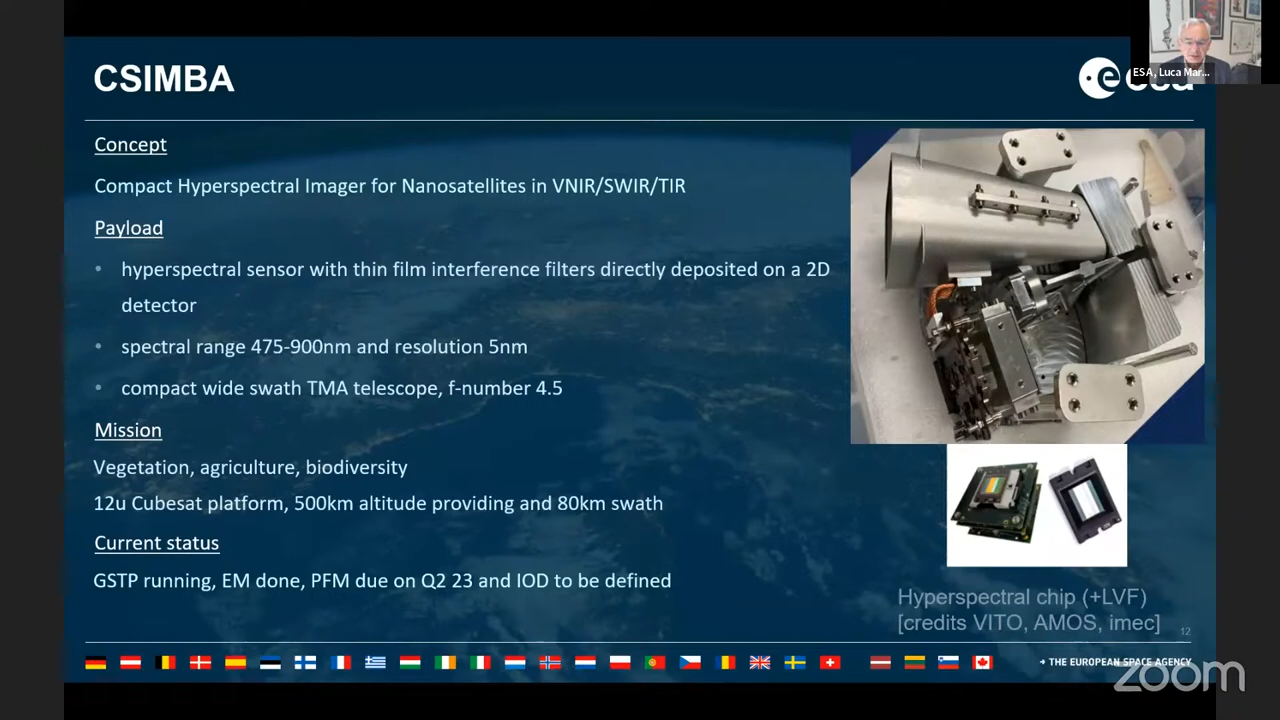 CSIMBA
esa
ESA, Luca Mar...
Concept
Compact Hyperspectral Imager for Nanosatellites in VNIR/SWIR/TIR
Payload
• hyperspectral sensor with thin film interference filters directly deposited on a 2D
detector
• spectral range 475-900nm and resolution 5nm
• compact wide swath TMA telescope, f-number 4.5
Mission
Vegetation, agriculture, biodiversity
12u Cubesat platform, 500km altitude providing and 80km swath
Current status
GSTP running, EM done, PFM due on Q2 23 and IOD to be defined
Hyperspectral chip (+LVF)
[credits VITO, AMOS, imec]
12
→ THE EUROPEAN SPACE AGENCY
zoom